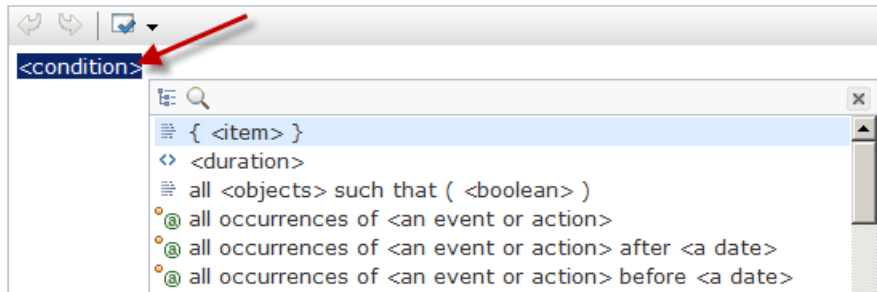 <condition>
{ <item> }
<duration>
all <objects> such that ( <boolean> )
all occurrences of <an event or action>
all occurrences of <an event or action> after <a date>
all occurrences of <an event or action> before <a date>